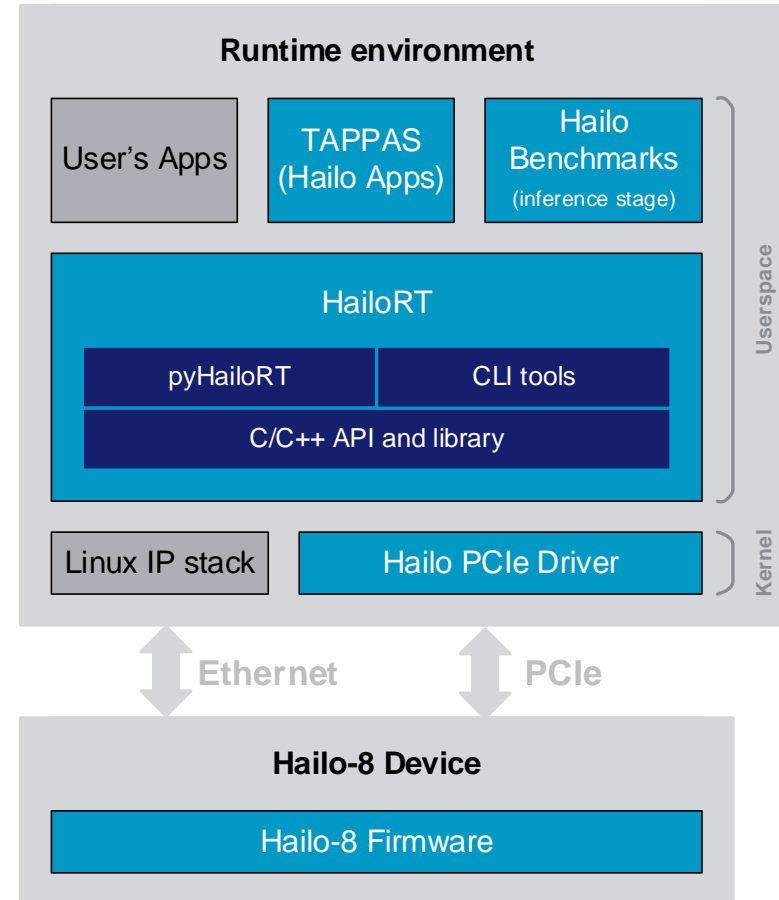 Runtime environment
User's Apps
TAPPAS
(Hailo Apps)
Hailo
Benchmarks
(inference stage)
Userspace
HailoRT
pyHailoRT
CLI tools
C/C++ API and library
Linux IP stack
Hailo PCIe Driver
Kernel
Ethernet
PCIe
Hailo-8 Device
Hailo-8 Firmware